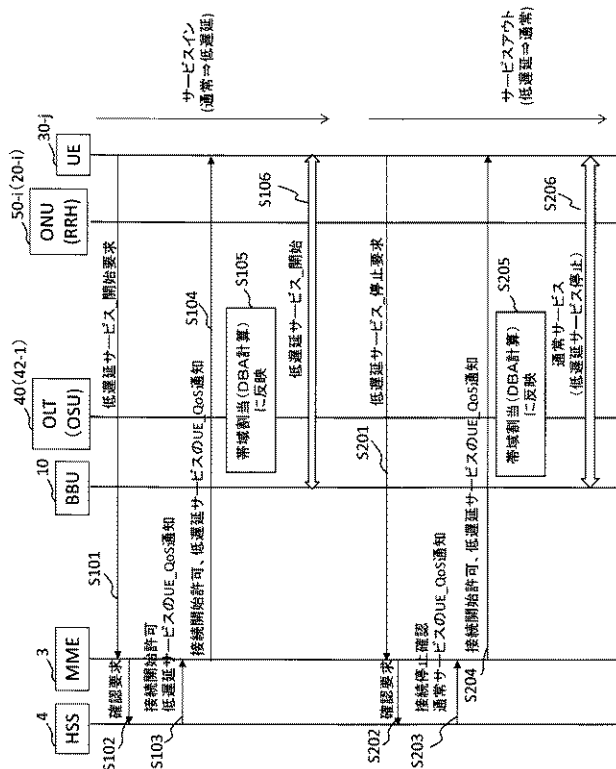 4
HSS
3
MME
10
BBU
40(42-1)
OLT
(OSU)
50-i(20-i)
ONU
(RRH)
30-j
UE
S101
低遅延サービス_開始要求
確認要求
S102
接続開始許可
低遅延サービスのUE_QoS通知
S103
接続開始許可、低遅延サービスのUE_QoS通知
S104
帯域割当(DBA計算)
に反映
S105
低遅延サービス_開始
S106
サービスイン
(通常⇒低遅延)
S201
低遅延サービス_停止要求
確認要求
S202
接続停止確認
通常サービスのUE_QoS通知
S203
接続開始許可、低遅延サービスのUE_QoS通知
S204
帯域割当(DBA計算)
に反映
S205
通常サービス
(低遅延サービス停止)
S206
サービスアウト
(低遅延⇒通常)